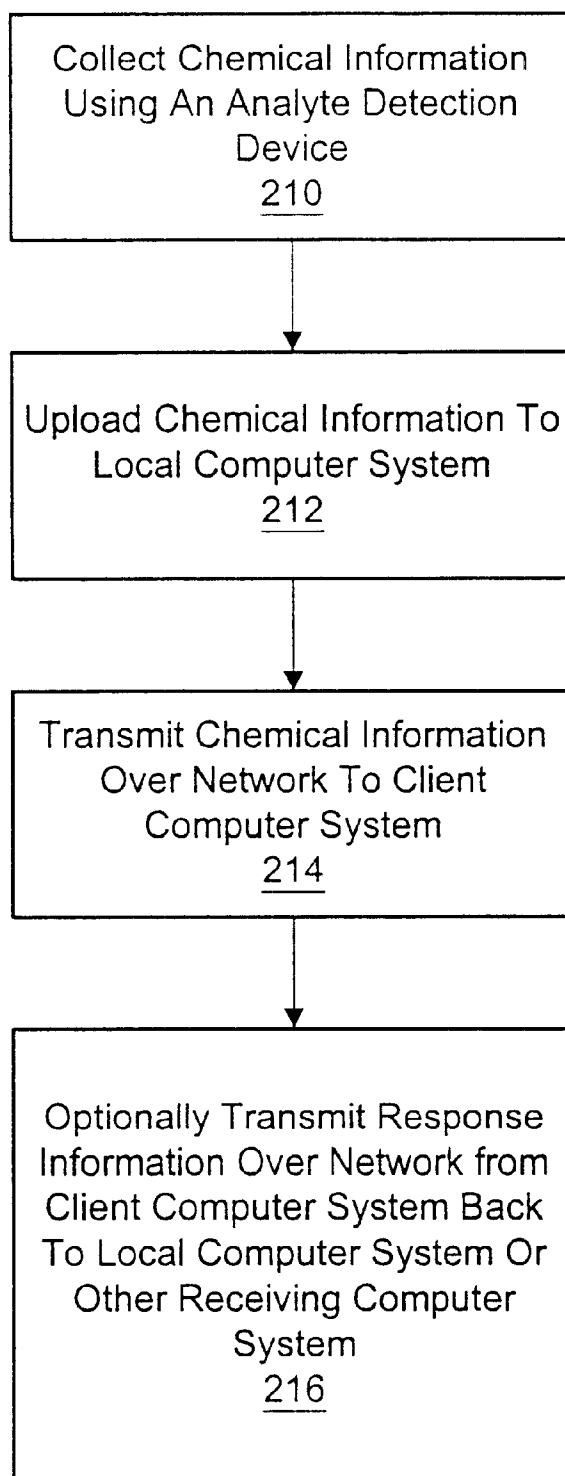 Collect Chemical Information
Using An Analyte Detection
Device
210
Upload Chemical Information To
Local Computer System
212
Transmit Chemical Information
Over Network To Client
Computer System
214
Optionally Transmit Response
Information Over Network from
Client Computer System Back
To Local Computer System Or
Other Receiving Computer
System
216